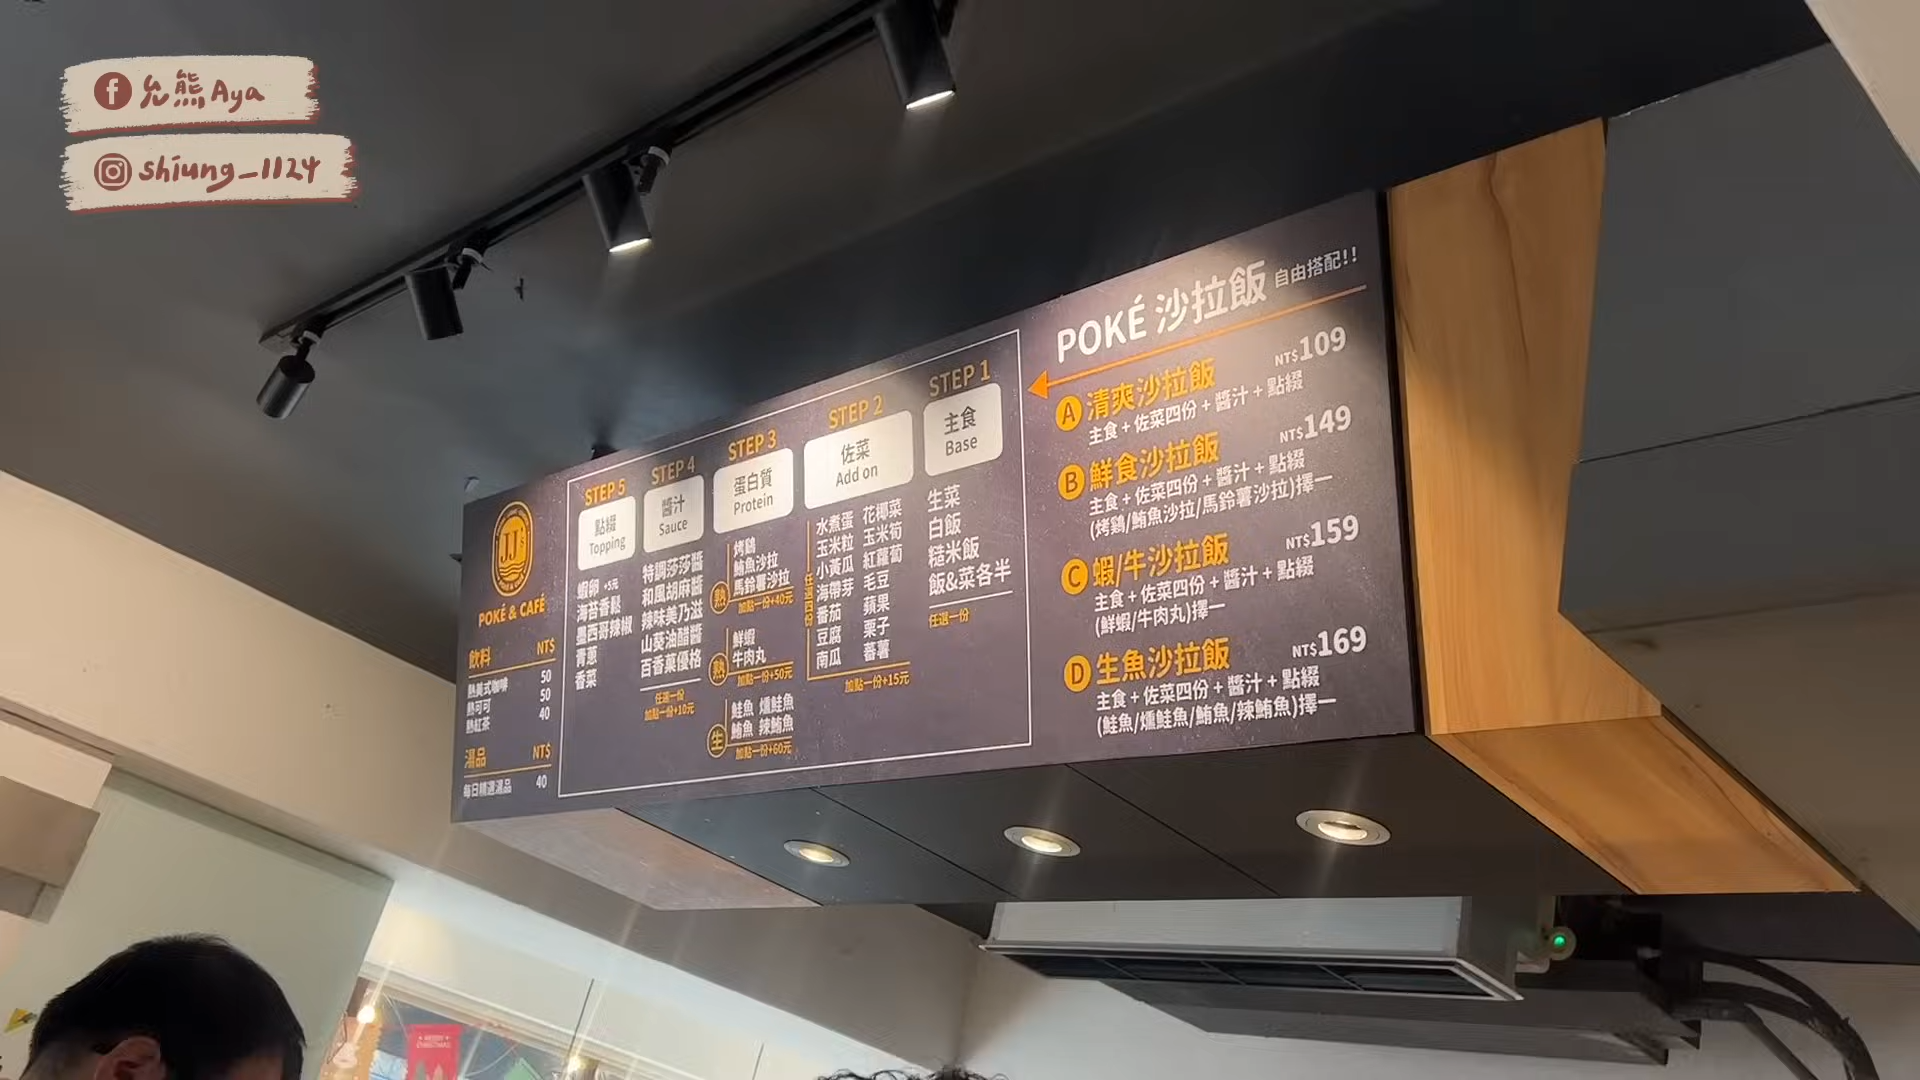 允熊Aya
shiung_1124
POKÉ 沙拉飯 自由搭配!!
A 清爽沙拉飯 NT$109
主食+佐菜四份+醬汁+點綴
B 鮮食沙拉飯 NT$149
主食+佐菜四份+醬汁+點綴
(烤鷄/鮪魚沙拉/馬鈴薯沙拉)擇一
C 蝦/牛沙拉飯 NT$159
主食+佐菜四份+醬汁+點綴
(鮮蝦/牛肉丸)擇一
D 生魚沙拉飯 NT$169
主食+佐菜四份+醬汁+點綴
(鮭魚/燻鮭魚/鮪魚/辣鮪魚)擇一
STEP 1
主食
Base
生菜
白飯
糙米飯
飯&菜各半
任選一份
STEP 2
佐菜
Add on
水煮蛋 花椰菜
玉米粒 玉米筍
小黃瓜 紅蘿蔔
海帶芽 毛豆
番茄 蘋果
豆腐 栗子
南瓜 蕃薯
任選四份
加點一份+15元
STEP 3
蛋白質
Protein
熟
烤鷄
鮪魚沙拉
馬鈴薯沙拉
加點一份+40元
熟
鮮蝦
牛肉丸
加點一份+50元
生
鮭魚 燻鮭魚
鮪魚 辣鮪魚
加點一份+60元
STEP 4
醬汁
Sauce
特調莎莎醬
和風胡麻醬
辣味美乃滋
山葵油醋醬
百香菓優格
任選一份
加點一份+10元
STEP 5
點綴
Topping
蝦卵 +5元
海苔香鬆
墨西哥辣椒
青蔥
香菜
JJ's
POKÉ & CAFÉ
飲料 NT$
熱美式咖啡 50
熱可可 50
熱紅茶 40
湯品 NT$
每日精選湯品 40
MERRY
CHRISTMAS